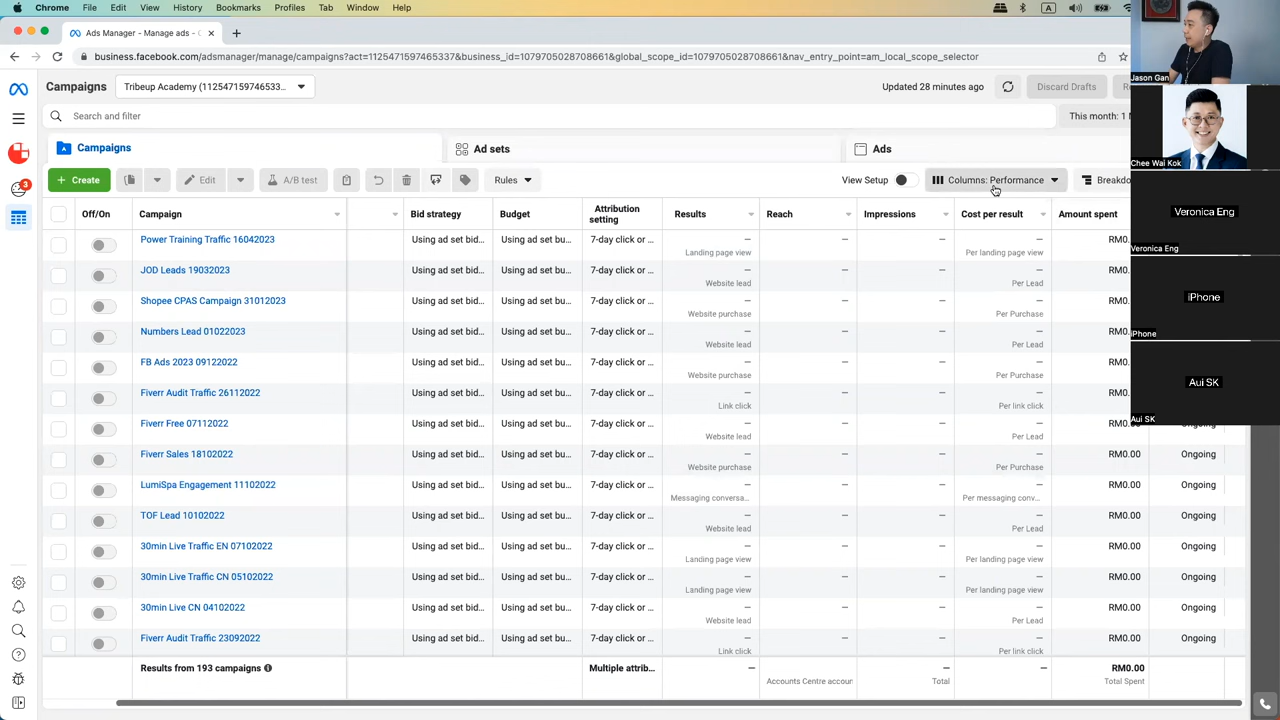 Chrome File Edit View History Bookmarks Profiles Tab Window Help
Ads Manager - Manage ads - C
business.facebook.com/adsmanager/manage/campaigns?act=1125471597465337&business_id=1079705028708661&global_scope_id=1079705028708661&nav_entry_point=am_local_scope_selector
Campaigns Tribeup Academy (11254715974653З... Updated 28 minutes ago Discard Drafts
Search and filter This month: 1
Campaigns Ad sets Ads
+ Create Edit A/B test Rules View Setup Columns: Performance Breakdo
3
Off/On Campaign Bid strategy Budget Attribution setting Results Reach Impressions Cost per result Amount spent
Power Training Traffic 16042023 Using ad set bid... Using ad set bu... 7-day click or ... — — — — RM0.
Landing page view Per landing page view
JOD Leads 19032023 Using ad set bid... Using ad set bu... 7-day click or ... — — — — RM0.
Website lead Per Lead
Shopee CPAS Campaign 31012023 Using ad set bid... Using ad set bu... 7-day click or ... — — — — RM0.
Website purchase Per Purchase
Numbers Lead 01022023 Using ad set bid... Using ad set bu... 7-day click or ... — — — — RM0.
Website lead Per Lead
FB Ads 2023 09122022 Using ad set bid... Using ad set bu... 7-day click or ... — — — — RM0.
Website purchase Per Purchase
Fiverr Audit Traffic 26112022 Using ad set bid... Using ad set bu... 7-day click or ... — — — — RM0.
Link click Per link click
Fiverr Free 07112022 Using ad set bid... Using ad set bu... 7-day click or ... — — — — RM0. Ongoing
Website lead Per Lead
Fiverr Sales 18102022 Using ad set bid... Using ad set bu... 7-day click or ... — — — — RM0.00 Ongoing
Website purchase Per Purchase
LumiSpa Engagement 11102022 Using ad set bid... Using ad set bu... 7-day click or ... — — — — RM0.00 Ongoing
Messaging conversa... Per messaging conv...
TOF Lead 10102022 Using ad set bid... Using ad set bu... 7-day click or ... — — — — RM0.00 Ongoing
Website lead Per Lead
30min Live Traffic EN 07102022 Using ad set bid... Using ad set bu... 7-day click or ... — — — — RM0.00 Ongoing
Landing page view Per landing page view
30min Live Traffic CN 05102022 Using ad set bid... Using ad set bu... 7-day click or ... — — — — RM0.00 Ongoing
Landing page view Per landing page view
30min Live CN 04102022 Using ad set bid... Using ad set bu... 7-day click or ... — — — — RM0.00 Ongoing
Website lead Per Lead
Fiverr Audit Traffic 23092022 Using ad set bid... Using ad set bu... 7-day click or ... — — — — RM0.00 Ongoing
Link click Per link click
Results from 193 campaigns Multiple attrib... — — — — RM0.00
Accounts Centre accour Total Total Spent
Jason Gan
Chee Wai Kok
Veronica Eng
Veronica Eng
iPhone
iPhone
Aui SK
Aui SK